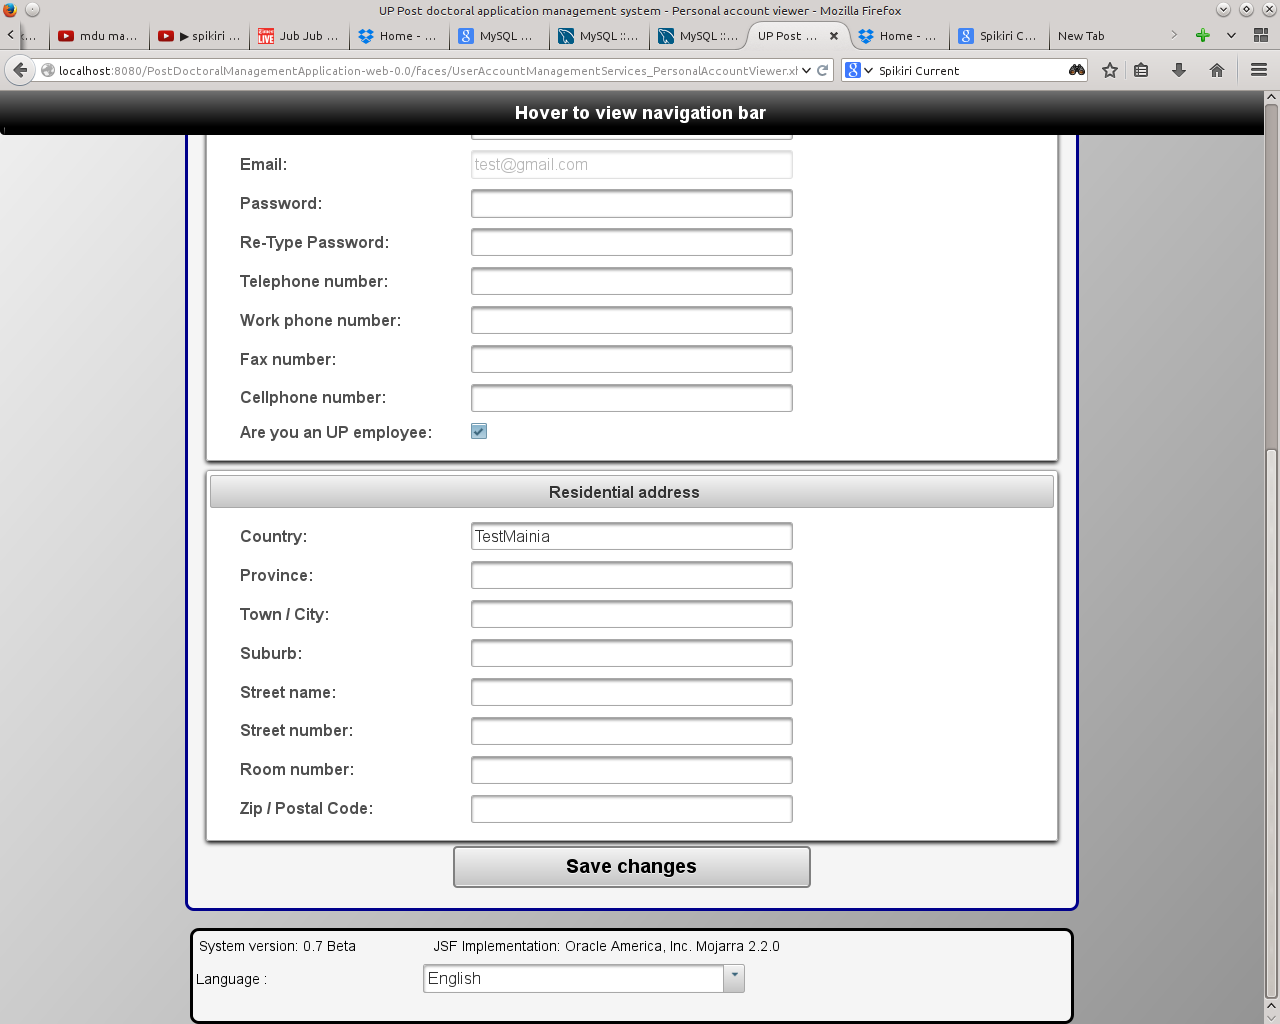 UP Post doctoral application management system - Personal account viewer - Mozilla Firefox
mdu ma...
▶ spikiri ...
Jub Jub ...
Home - ...
MySQL ...
MySQL ::...
MySQL ::...
UP Post ...
Home - ...
Spikiri C...
New Tab
localhost:8080/PostDoctoralManagementApplication-web-0.0/faces/UserAccountManagementServices_PersonalAccountViewer.xh
Spikiri Current
Hover to view navigation bar
Email: test@gmail.com
Password:
Re-Type Password:
Telephone number:
Work phone number:
Fax number:
Cellphone number:
Are you an UP employee:
Residential address
Country: TestMainia
Province:
Town / City:
Suburb:
Street name:
Street number:
Room number:
Zip / Postal Code:
Save changes
System version: 0.7 Beta JSF Implementation: Oracle America, Inc. Mojarra 2.2.0
Language : English